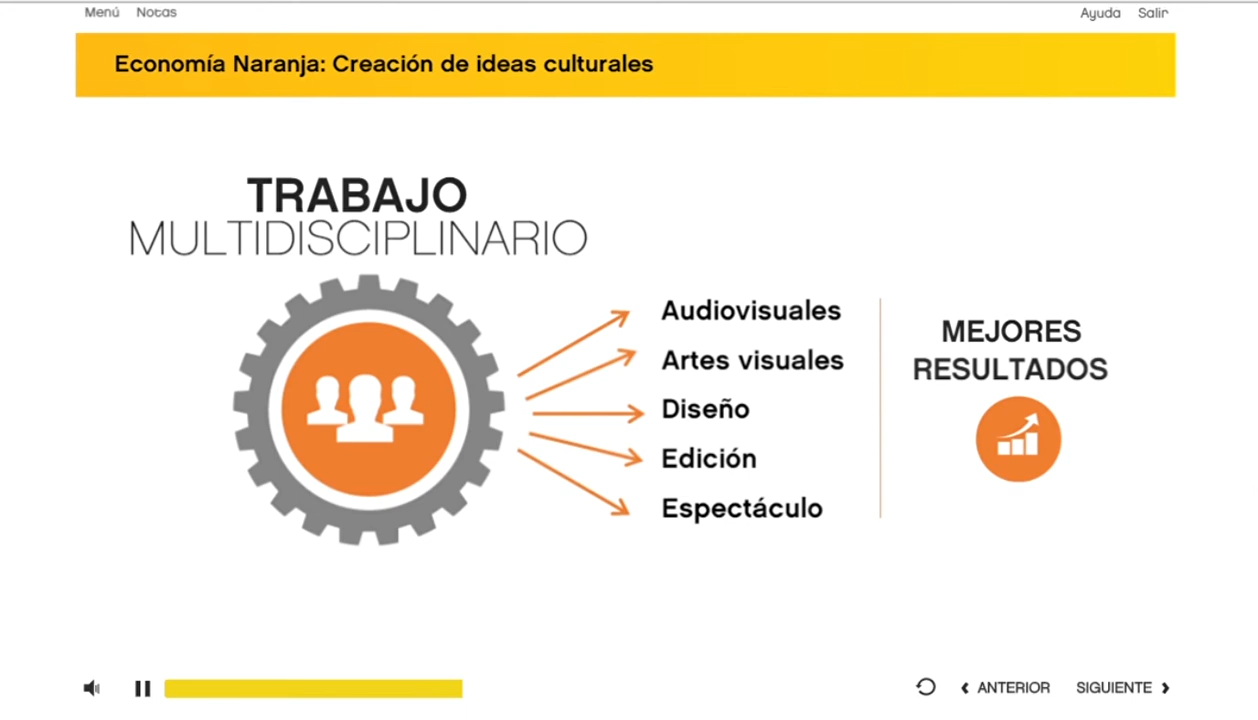 Menú Notas
Ayuda Salir
Economía Naranja: Creación de ideas culturales
TRABAJO
MULTIDISCIPLINARIO
Audiovisuales
Artes visuales
Diseño
Edición
Espectáculo
MEJORES
RESULTADOS
ANTERIOR SIGUIENTE